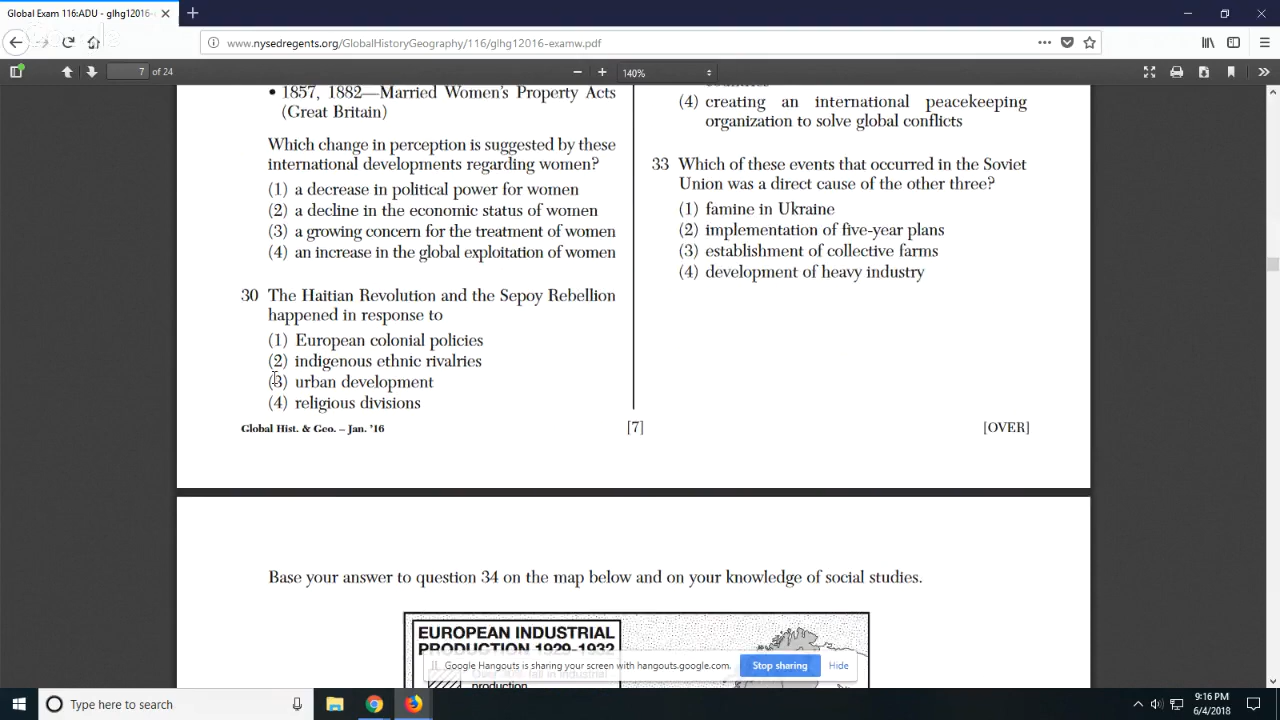 Global Exam 116:ADU - glhg12016-
www.nysedregents.org/GlobalHistoryGeography/116/glhg12016-examw.pdf
7 of 24
140%
• 1857, 1882—Married Women's Property Acts
(Great Britain)
Which change in perception is suggested by these
international developments regarding women?
(1) a decrease in political power for women
(2) a decline in the economic status of women
(3) a growing concern for the treatment of women
(4) an increase in the global exploitation of women
30 The Haitian Revolution and the Sepoy Rebellion
happened in response to
(1) European colonial policies
(2) indigenous ethnic rivalries
(3) urban development
(4) religious divisions
(4) creating an international peacekeeping
organization to solve global conflicts
33 Which of these events that occurred in the Soviet
Union was a direct cause of the other three?
(1) famine in Ukraine
(2) implementation of five-year plans
(3) establishment of collective farms
(4) development of heavy industry
Global Hist. & Geo. – Jan. '16
[7]
[OVER]
Base your answer to question 34 on the map below and on your knowledge of social studies.
EUROPEAN INDUSTRIAL
PRODUCTION 1929-1932
Google Hangouts is sharing your screen with hangouts.google.com.
Stop sharing
Hide
production
Type here to search
9:16 PM
6/4/2018